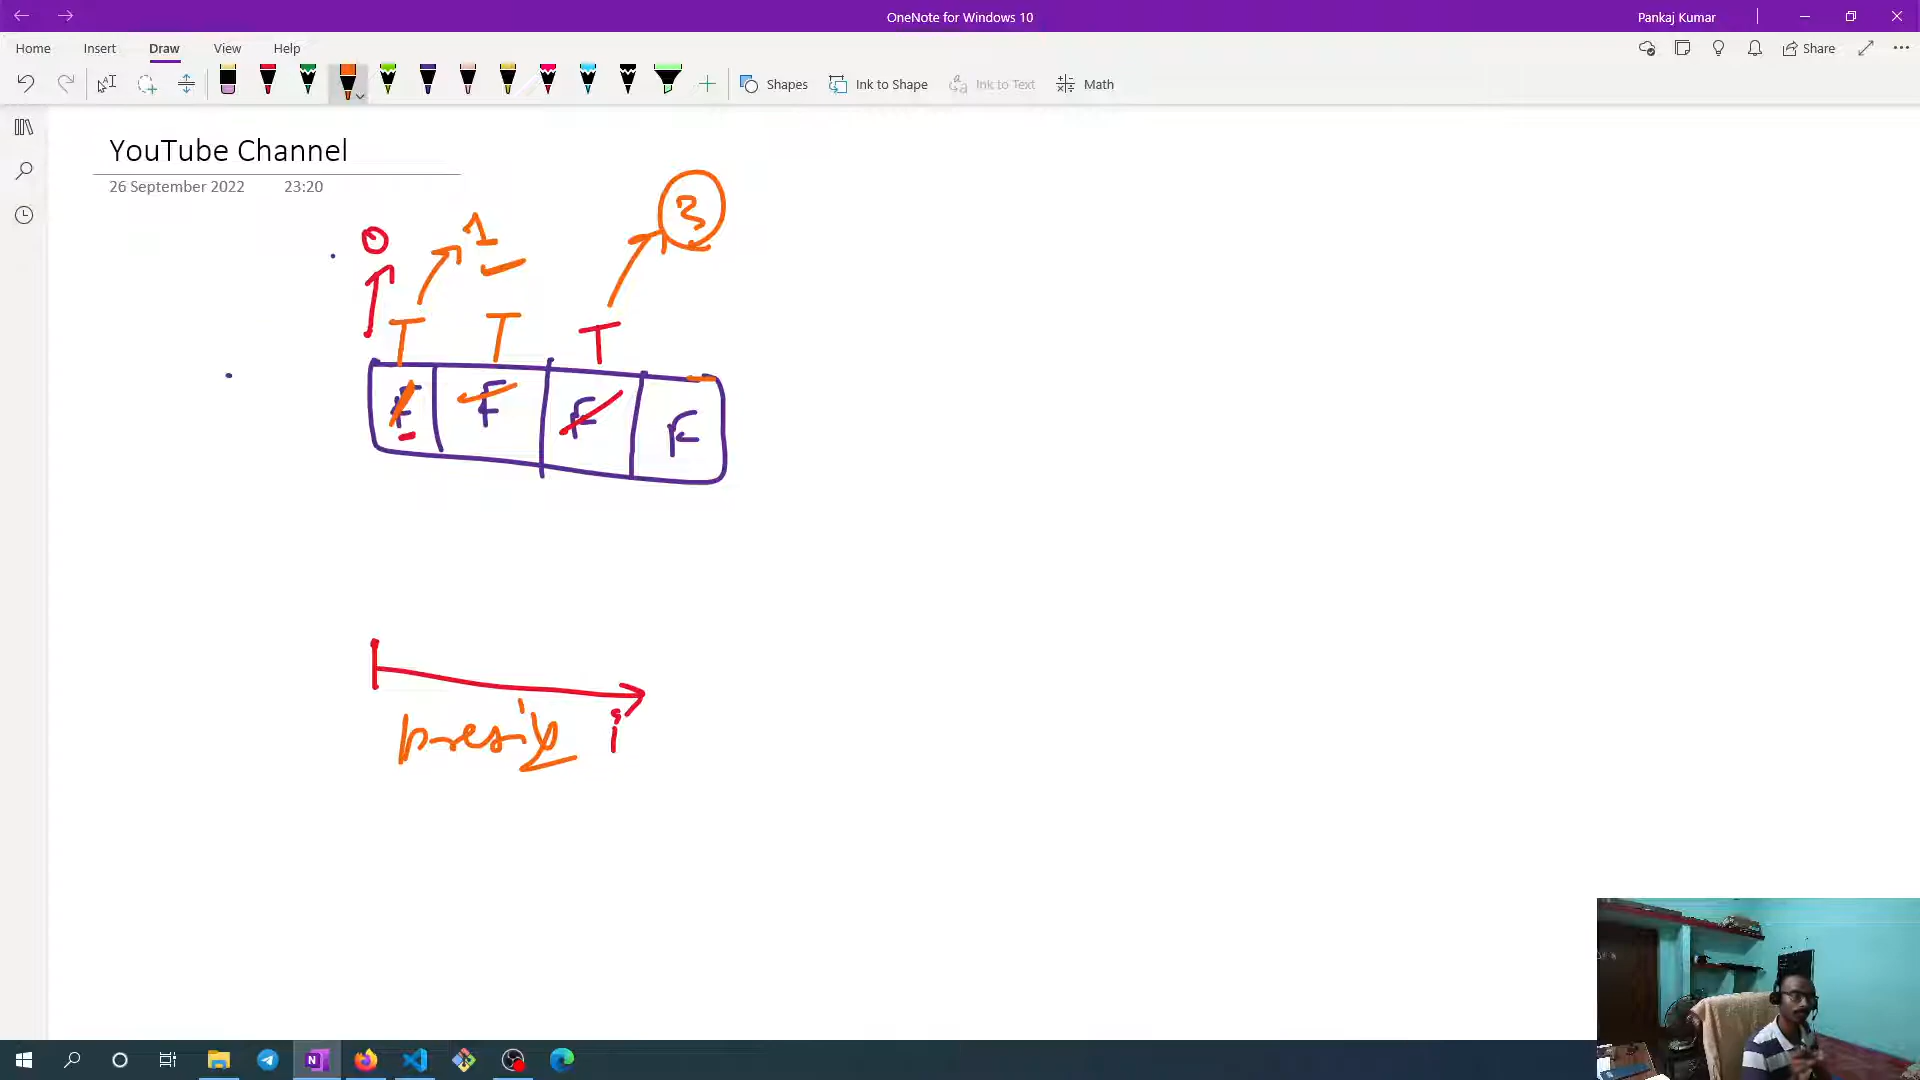 OneNote for Windows 10
Pankaj Kumar
Home Insert Draw View Help
Share
Shapes
Ink to Shape
Ink to Text
Math
YouTube Channel
26 September 2022 23:20
0
1
3
T T T
F F F F
i